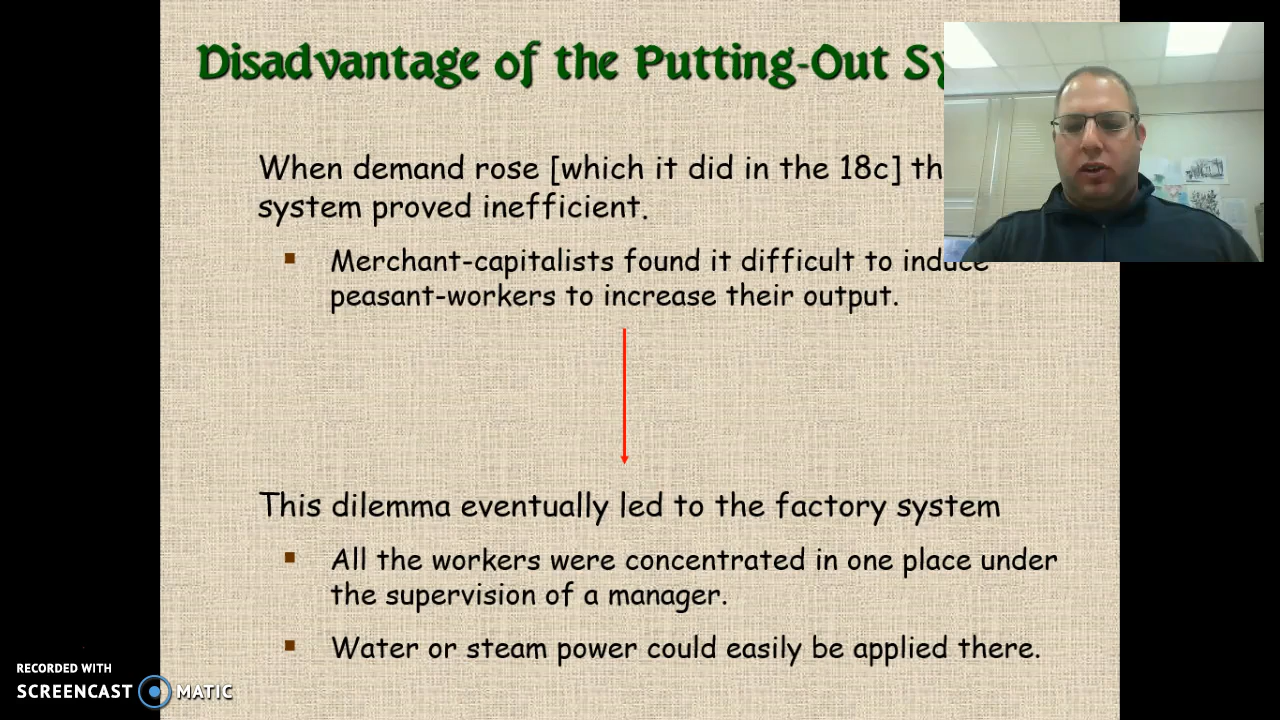 Disadvantage of the Putting-Out
When demand rose [which it did in the 18c]
system proved inefficient.
▪ Merchant-capitalists found it difficult to induce
peasant-workers to increase their output.
This dilemma eventually led to the factory system
▪ All the workers were concentrated in one place under
the supervision of a manager.
▪ Water or steam power could easily be applied there.
RECORDED WITH
SCREENCAST MATIC